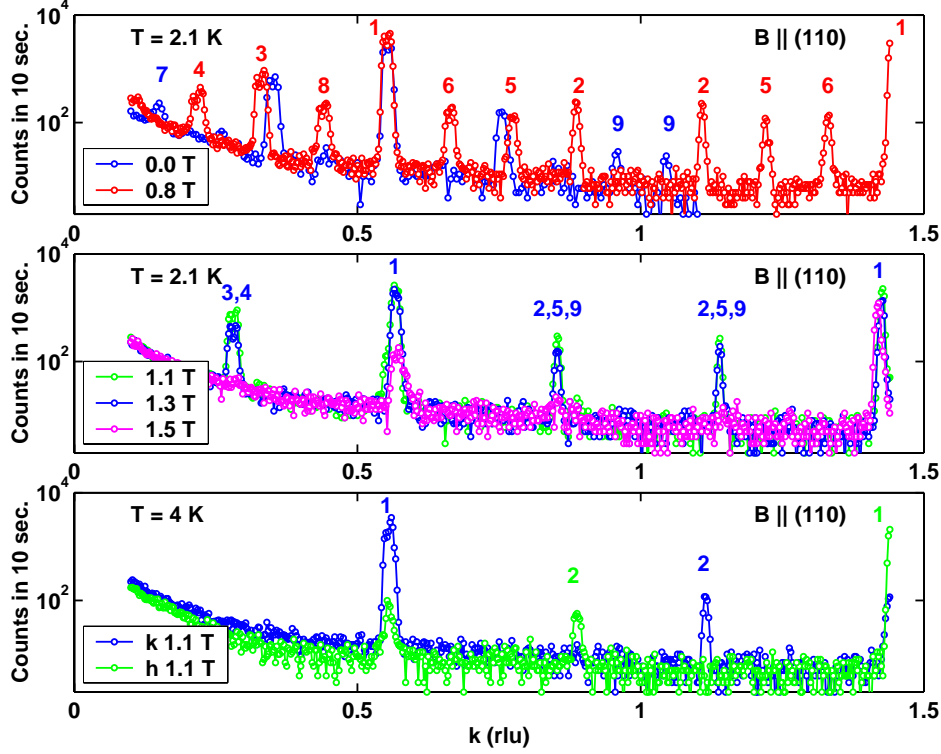 10^4
T = 2.1 K
1
B || (110)
1
3
4
7
8
6
5
2
2
5
6
9
9
10^2
0.0 T
0.8 T
Counts in 10 sec.
0
0.5
1
1.5
10^4
T = 2.1 K
1
B || (110)
1
3,4
2,5,9
2,5,9
10^2
1.1 T
1.3 T
1.5 T
Counts in 10 sec.
0
0.5
1
1.5
10^4
T = 4 K
1
B || (110)
1
2
2
10^2
k 1.1 T
h 1.1 T
Counts in 10 sec.
0
0.5
1
1.5
k (rlu)